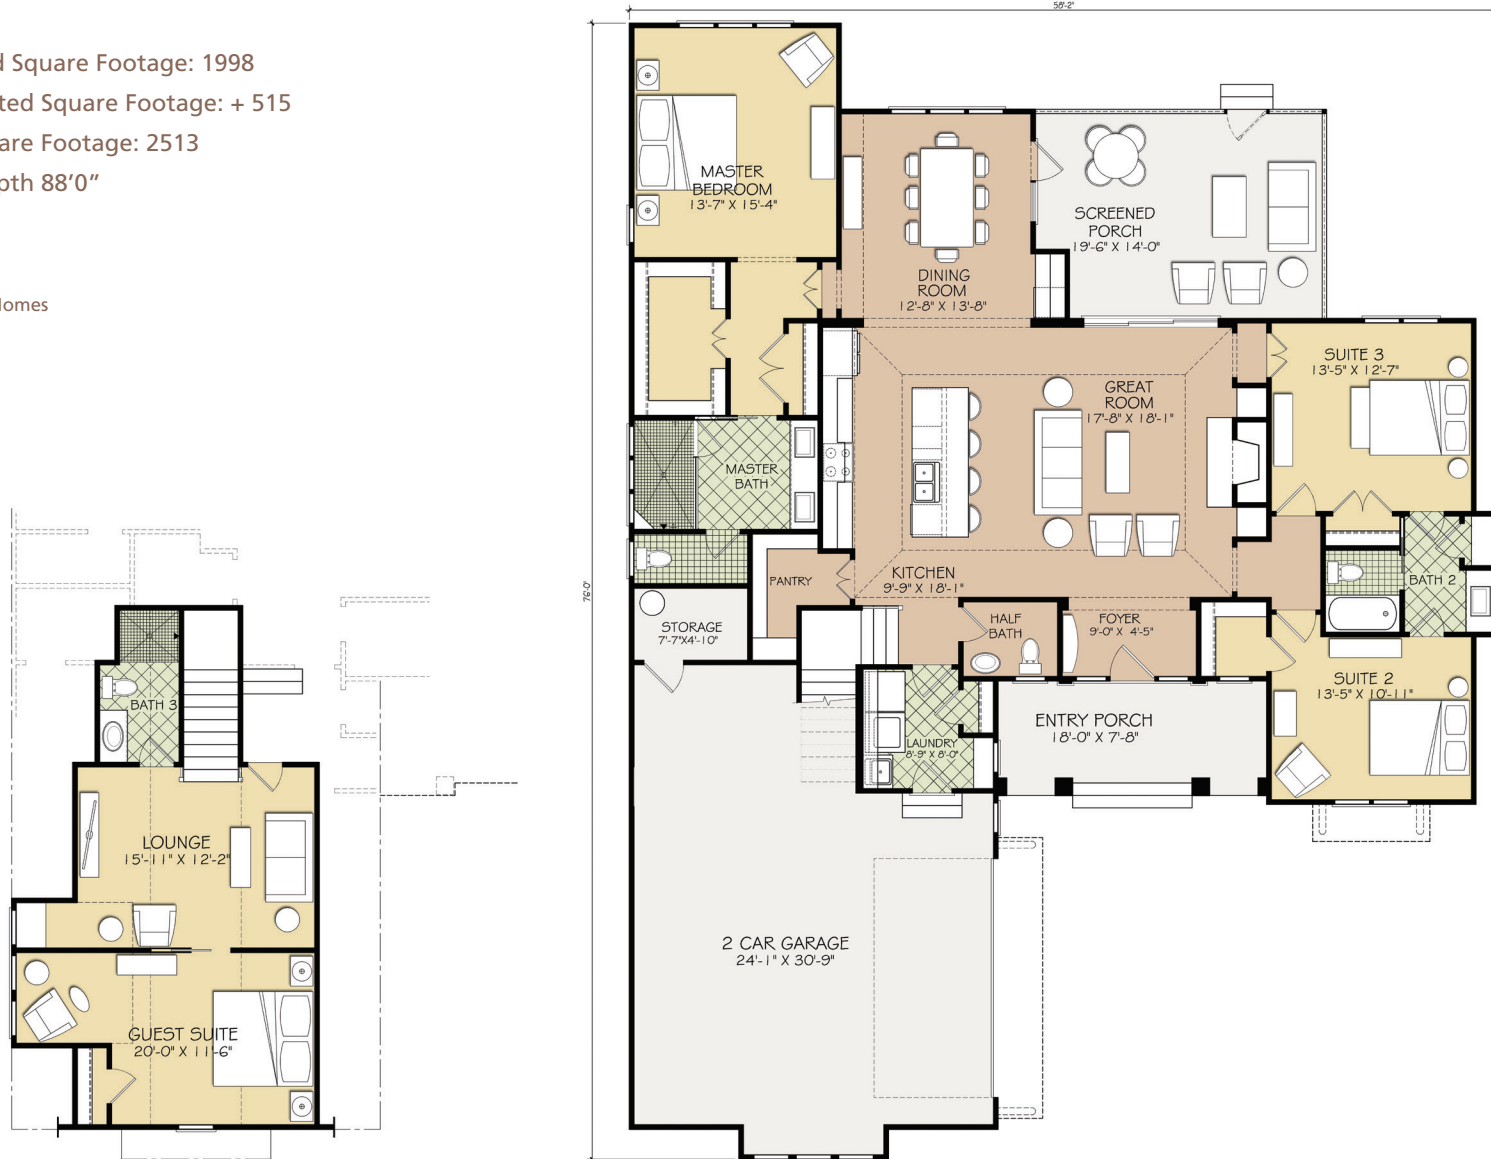 Square Footage: 1998
Square Footage: + 515
Footage: 2513
88'0"
58'-2"
76'-0"
MASTER
BEDROOM
13'-7" X 15'-4"
DINING
ROOM
12'-8" X 13'-8"
SCREENED
PORCH
19'-6" X 14'-0"
SUITE 3
13'-5" X 12'-7"
GREAT
ROOM
17'-8" X 18'-1"
MASTER
BATH
PANTRY
KITCHEN
9'-9" X 18'-1"
BATH 2
STORAGE
7'-7"X4'-10"
HALF
BATH
FOYER
9'-0" X 4'-5"
SUITE 2
13'-5" X 10'-11"
ENTRY PORCH
18'-0" X 7'-8"
LAUNDRY
8'-9" X 8'-0"
2 CAR GARAGE
24'-1" X 30'-9"
BATH 3
LOUNGE
15'-11" X 12'-2"
GUEST SUITE
20'-0" X 11'-6"